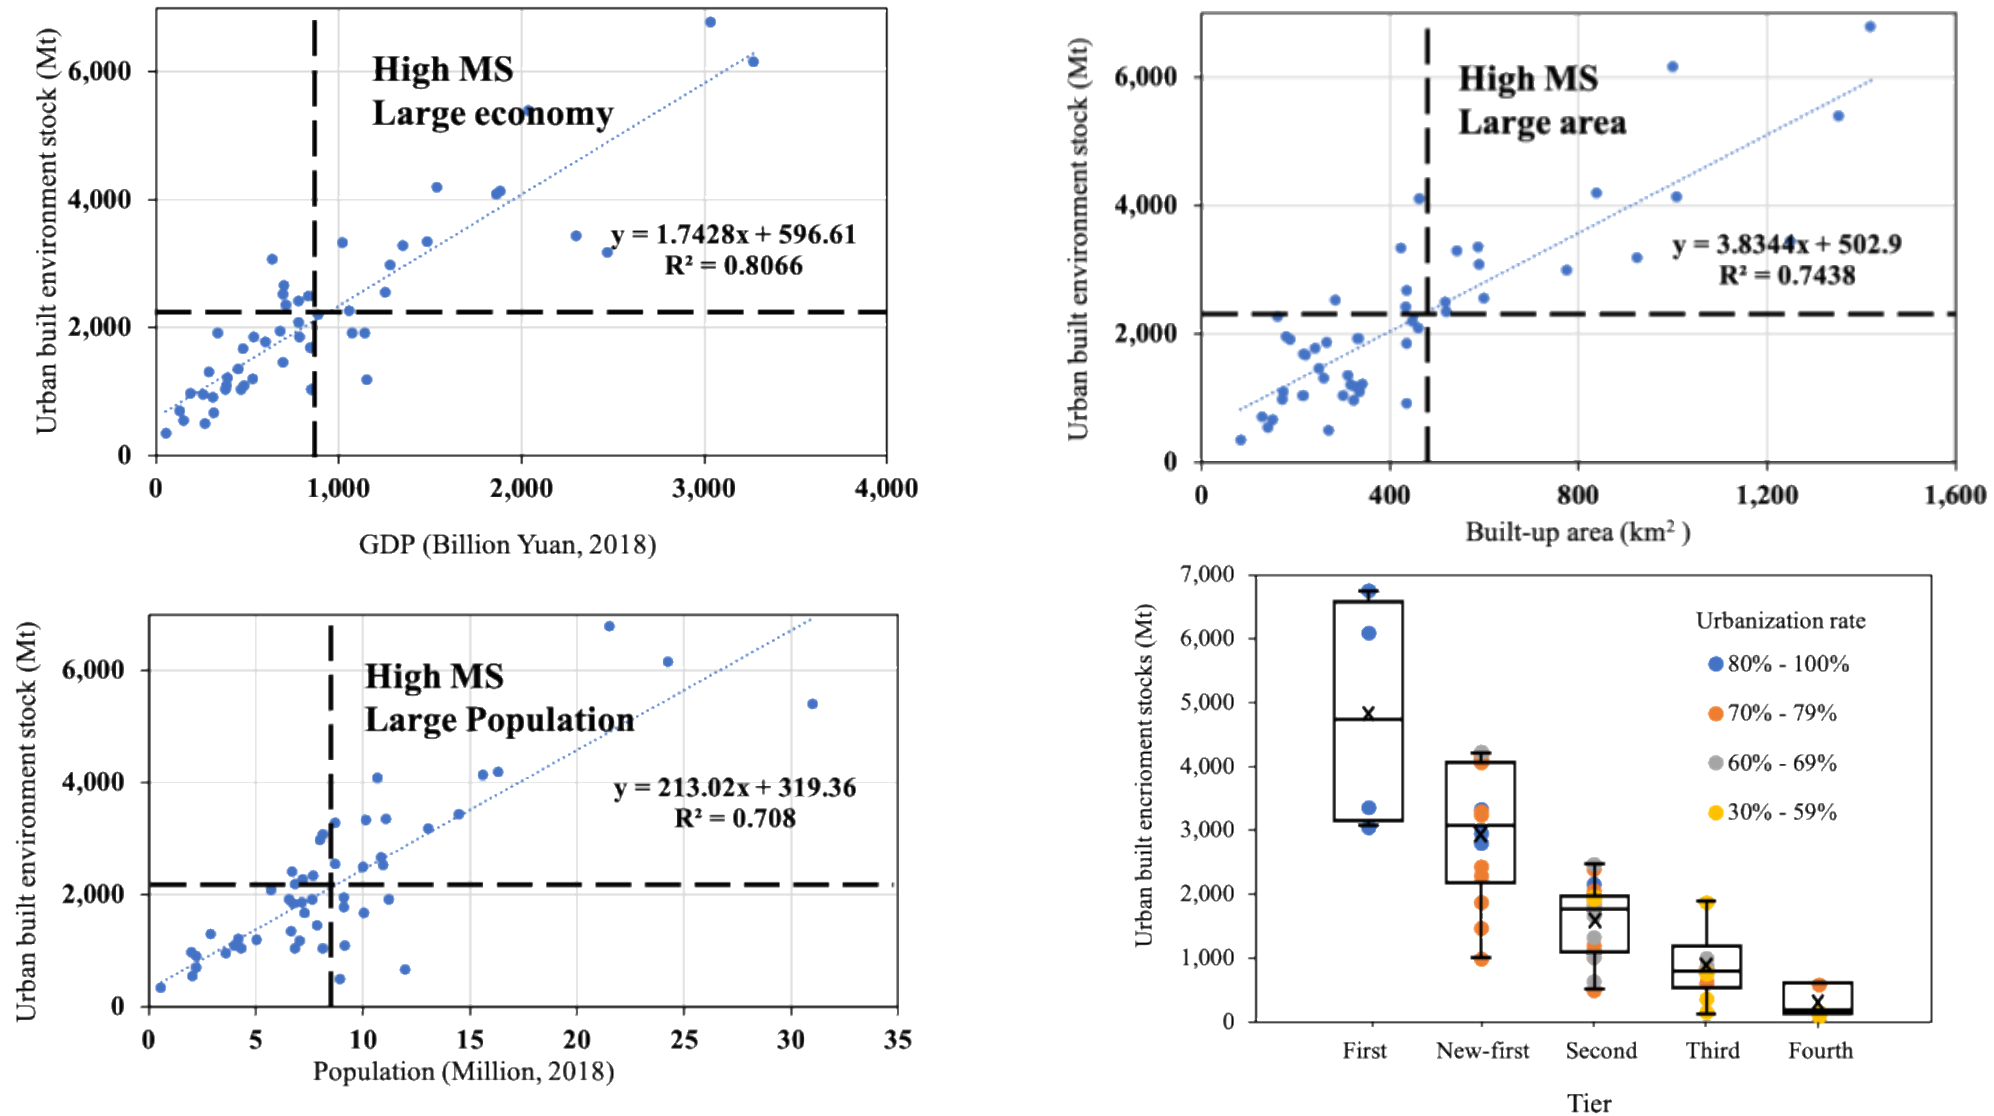 Urban built environment stock (Mt)
6,000
4,000
2,000
0
High MS
Large economy
y = 1.7428x + 596.61
R² = 0.8066
0 1,000 2,000 3,000 4,000
GDP (Billion Yuan, 2018)
Urban built environment stock (Mt)
6,000
4,000
2,000
0
High MS
Large area
y = 3.8344x + 502.9
R² = 0.7438
0 400 800 1,200 1,600
Built-up area (km² )
Urban built environment stock (Mt)
6,000
4,000
2,000
0
High MS
Large Population
y = 213.02x + 319.36
R² = 0.708
0 5 10 15 20 25 30 35
Population (Million, 2018)
Urban built encrioment stocks (Mt)
7,000
6,000
5,000
4,000
3,000
2,000
1,000
0
Urbanization rate
80% - 100%
70% - 79%
60% - 69%
30% - 59%
First New-first Second Third Fourth
Tier